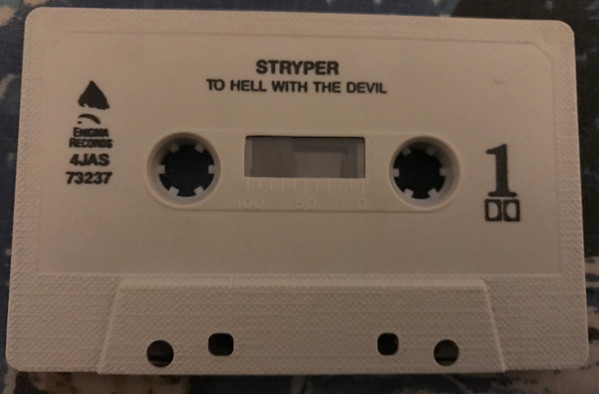 STRYPER
TO HELL WITH THE DEVIL
ENIGMA
RECORDS
4JAS
73237
1
100 50 0